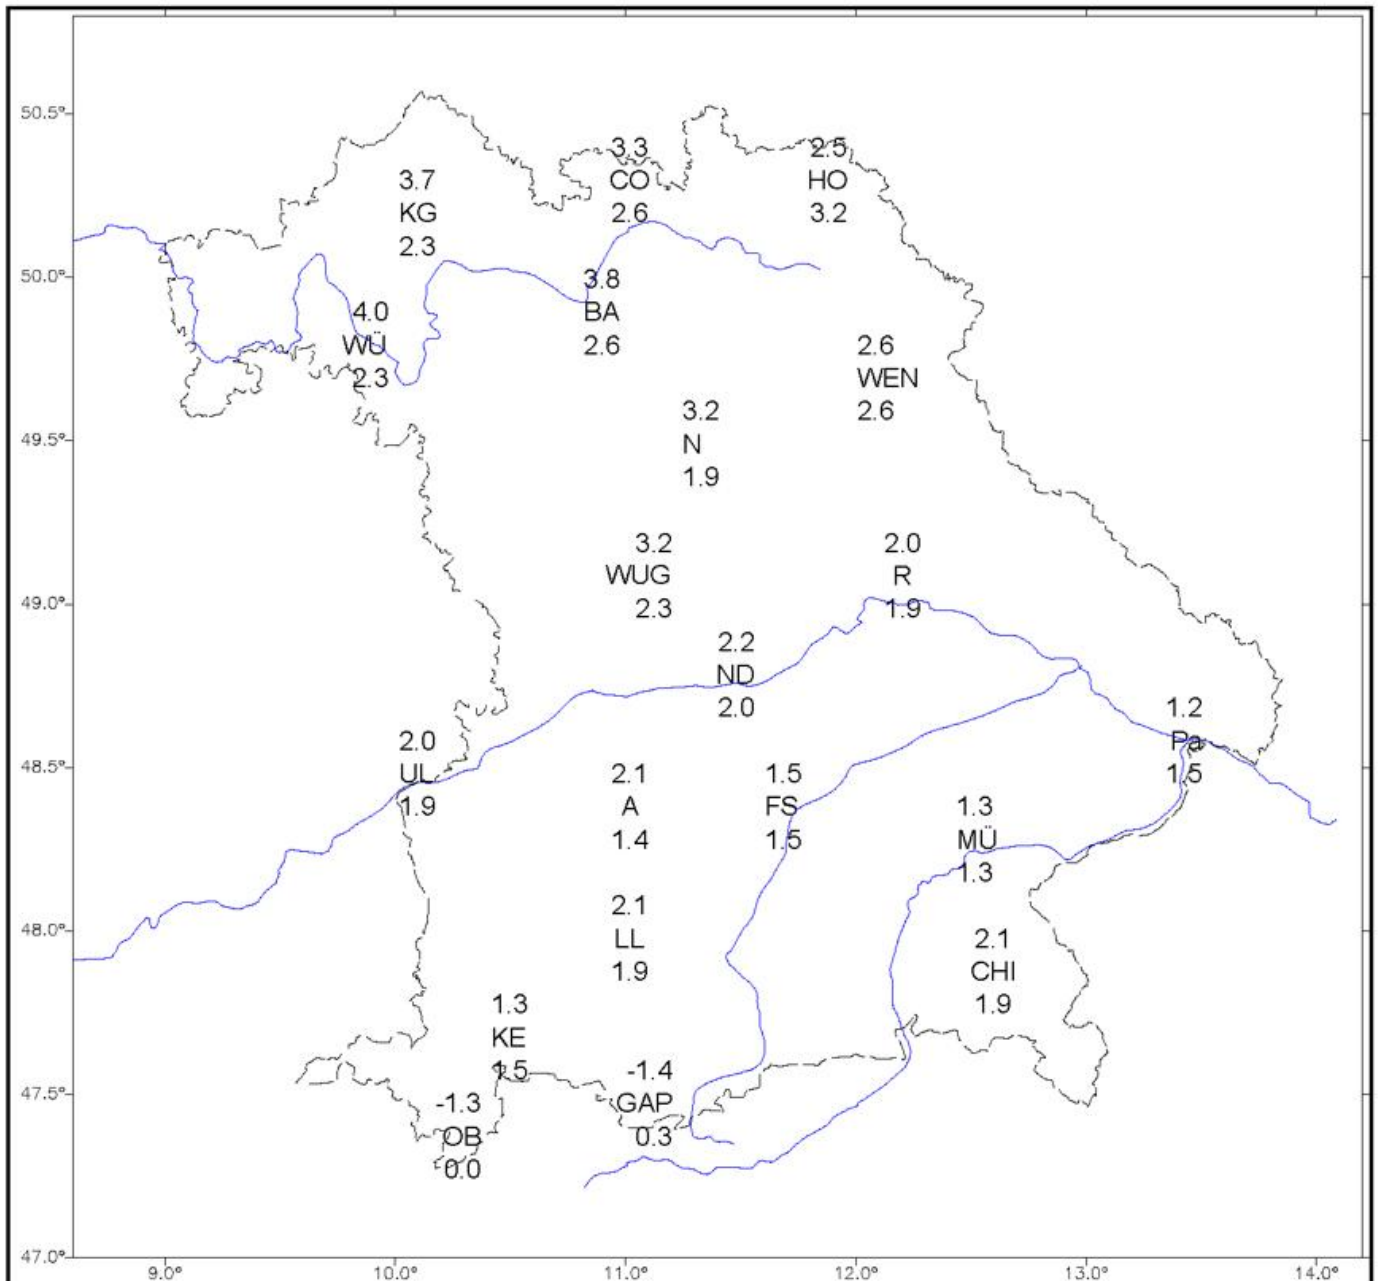 50.5°
3.3
CO
2.6
2.5
HO
3.2
3.7
KG
2.3
50.0°
3.8
BA
2.6
4.0
WÜ
2.3
2.6
WEN
2.6
49.5°
3.2
N
1.9
3.2
WUG
2.3
2.0
R
1.9
49.0°
2.2
ND
2.0
1.2
Pa
1.5
2.0
UL
1.9
48.5°
2.1
A
1.4
1.5
FS
1.5
1.3
MÜ
1.3
2.1
LL
1.9
48.0°
2.1
CHI
1.9
1.3
KE
1.5
-1.4
GAP
0.3
47.5°
-1.3
OB
0.0
47.0°
9.0° 10.0° 11.0° 12.0° 13.0° 14.0°